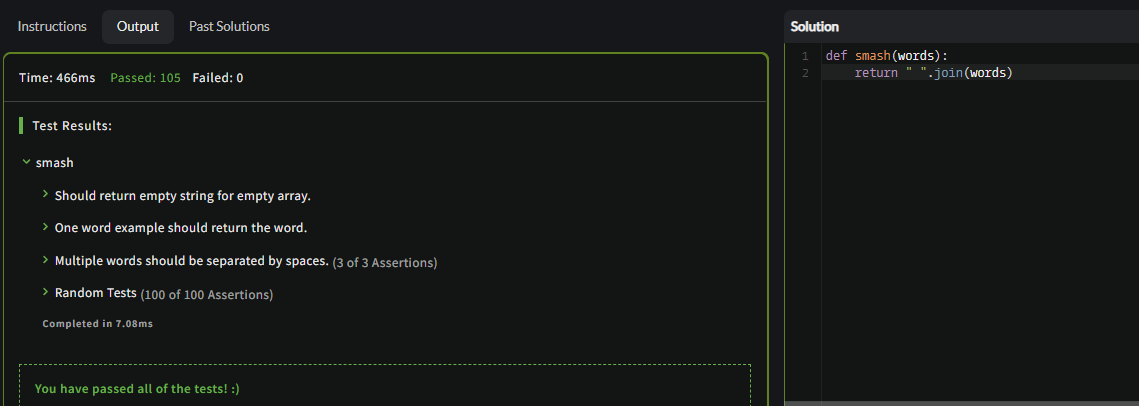 Instructions Output Past Solutions
Time: 466ms Passed: 105 Failed: 0
Test Results:
smash
Should return empty string for empty array.
One word example should return the word.
Multiple words should be separated by spaces. (3 of 3 Assertions)
Random Tests (100 of 100 Assertions)
Completed in 7.08ms
You have passed all of the tests! :)
Solution
1 def smash(words):
2     return " ".join(words)